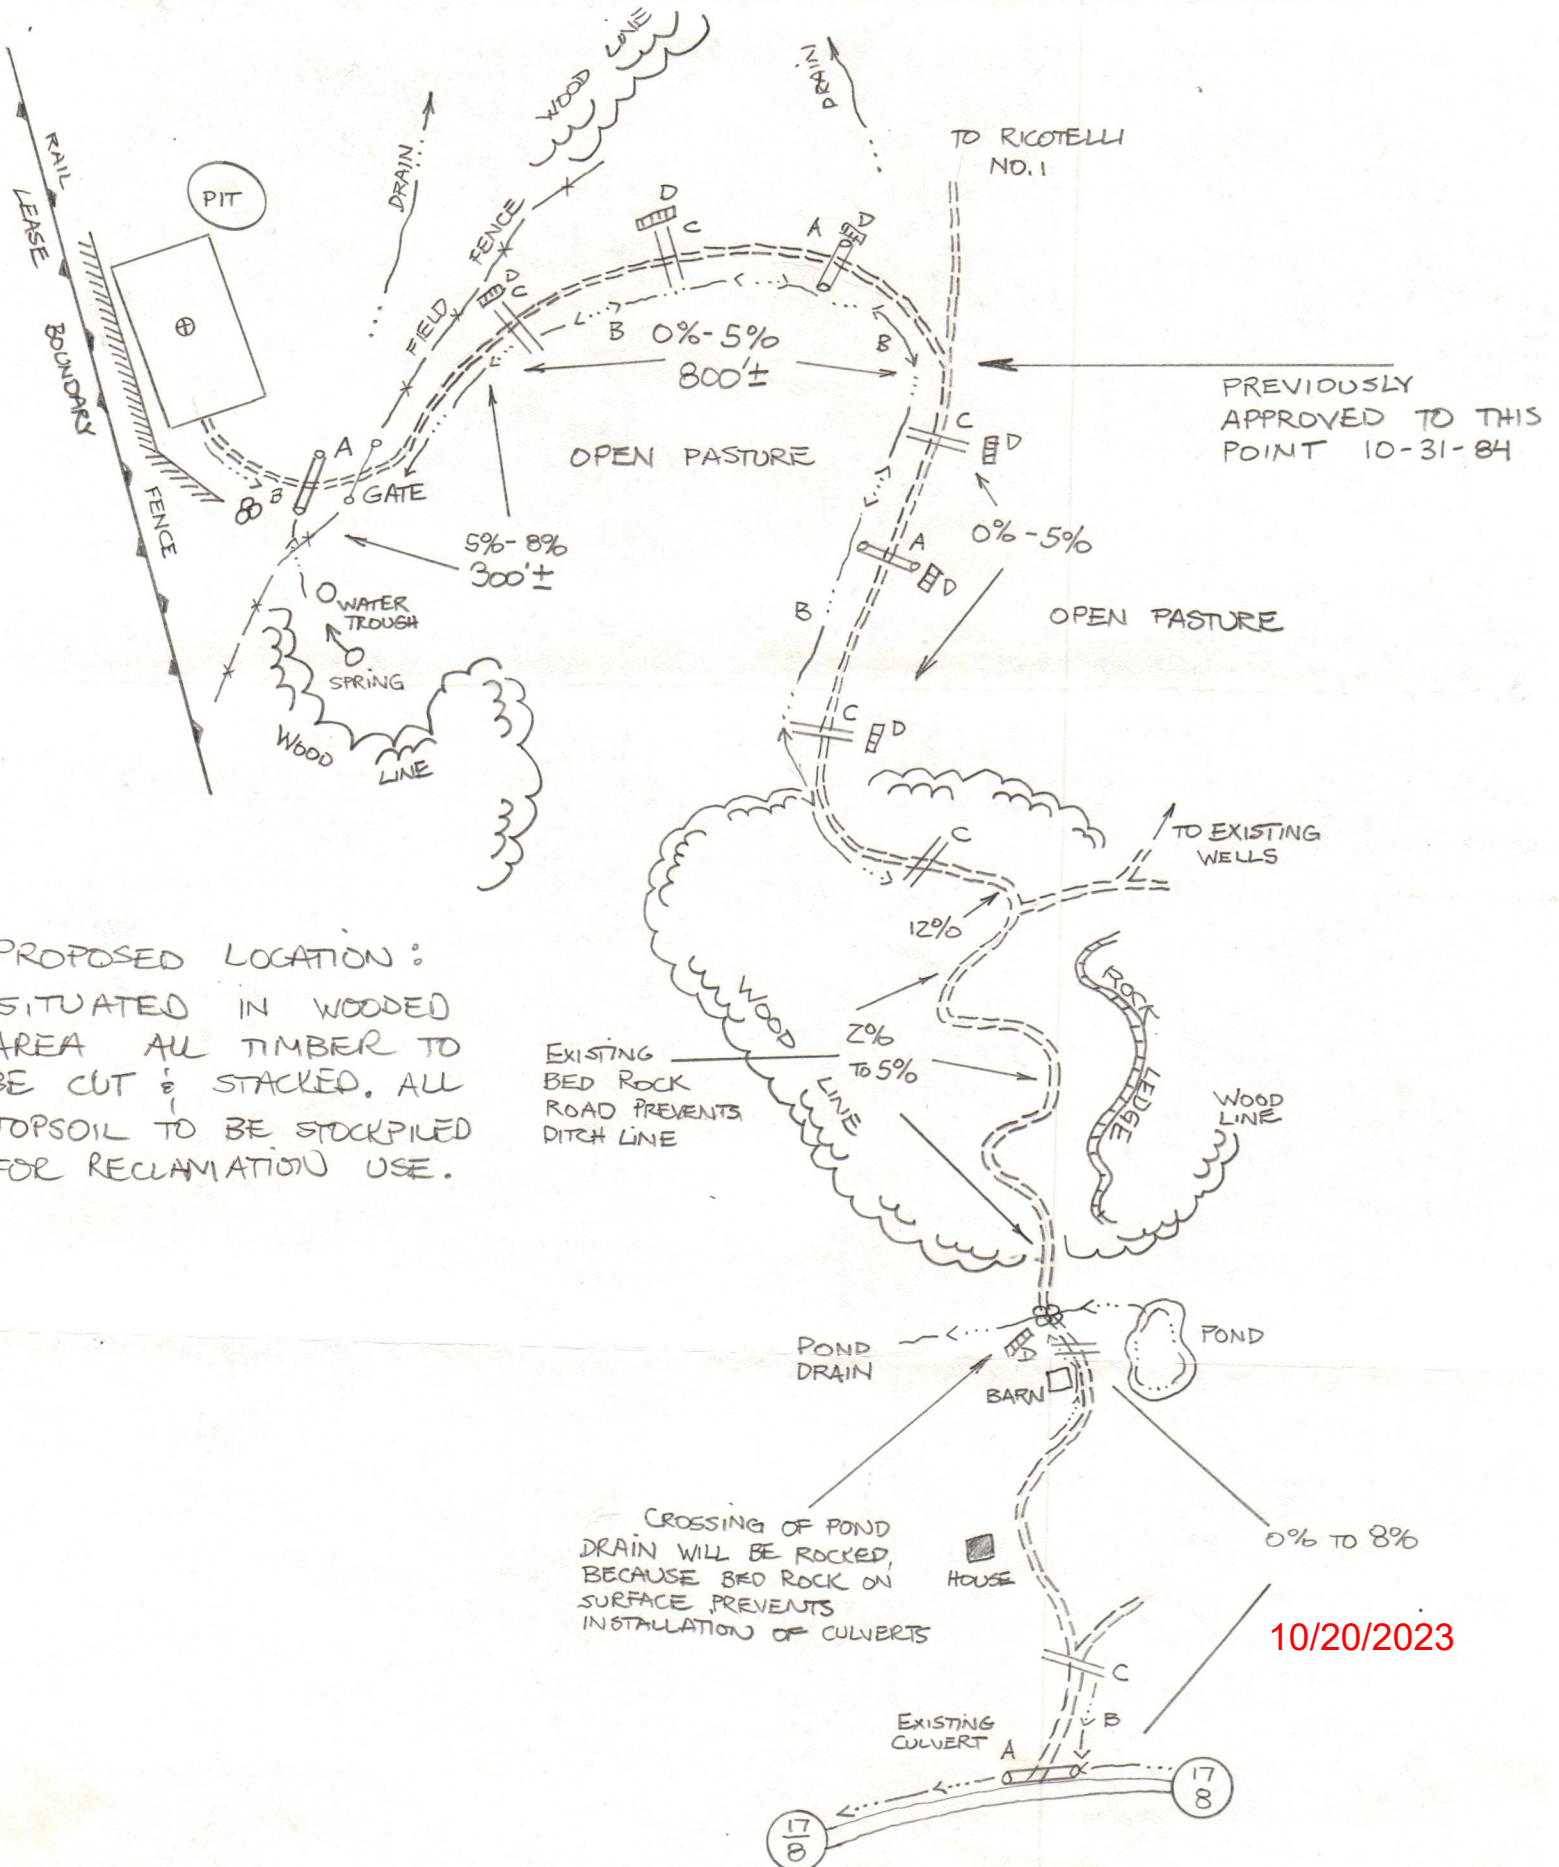 WOOD LINE
DRAIN
DRAIN
TO RICOTELLI
NO.1
RAIL
FENCE
LEASE
BOUNDARY
PIT
FIELD
FENCE
D
C
D
C
A
D
B
B
0%-5%
800'±
OPEN PASTURE
PREVIOUSLY
APPROVED TO THIS
POINT 10-31-84
A
B
GATE
5%-8%
300'±
WATER
TROUGH
SPRING
WOOD
LINE
C
D
0%-5%
A
D
B
OPEN PASTURE
C
D
C
TO EXISTING
WELLS
12%
PROPOSED LOCATION:
SITUATED IN WOODED
AREA ALL TIMBER TO
BE CUT & STACKED. ALL
TOPSOIL TO BE STOCKPILED
FOR RECLAMATION USE.
WOOD
LINE
ROCK
LEDGE
2%
TO 5%
EXISTING
BED ROCK
ROAD PREVENTS
DITCH LINE
WOOD
LINE
POND
DRAIN
D
POND
BARN
CROSSING OF POND
DRAIN WILL BE ROCKED,
BECAUSE BED ROCK ON
SURFACE PREVENTS
INSTALLATION OF CULVERTS
HOUSE
0% TO 8%
10/20/2023
C
B
EXISTING
CULVERT
A
17
8
17
8